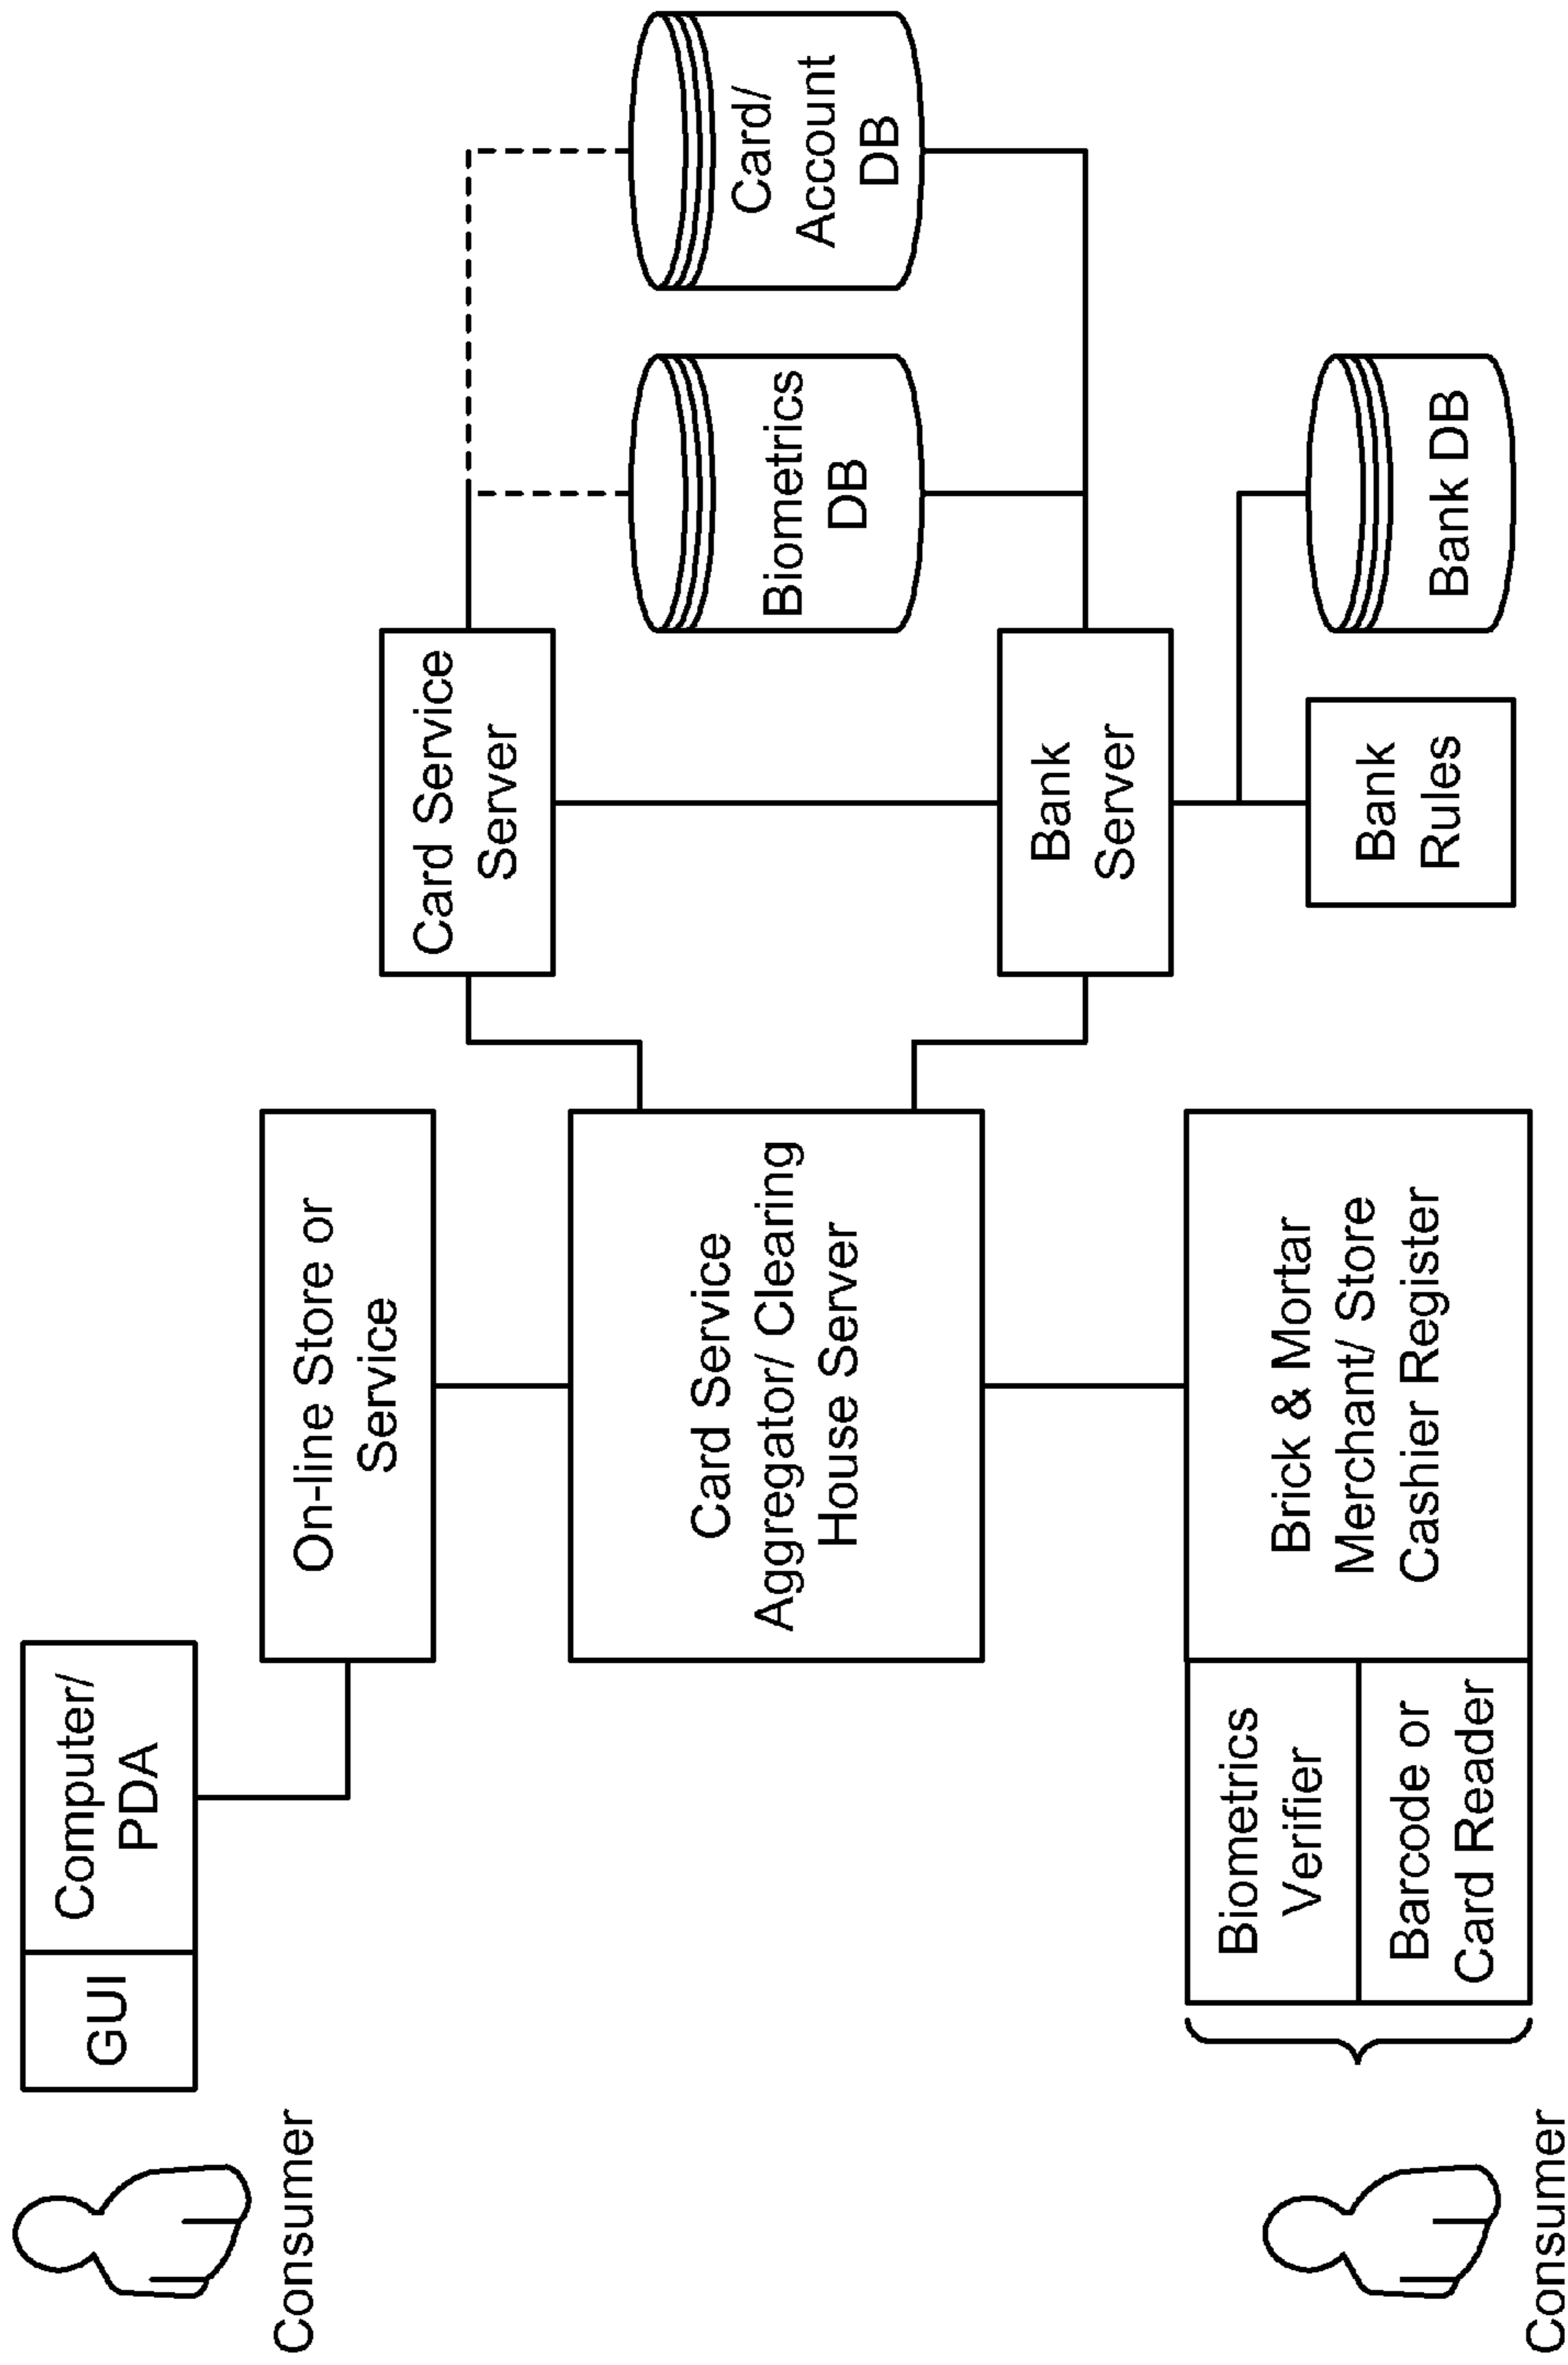 Consumer
GUI
Computer/
PDA
On-line Store or
Service
Card Service
Aggregator/ Clearing
House Server
Card Service
Server
Biometrics
DB
Card/
Account
DB
Bank
Server
Bank
Rules
Bank DB
Consumer
Biometrics
Verifier
Barcode or
Card Reader
Brick & Mortar
Merchant/ Store
Cashier Register